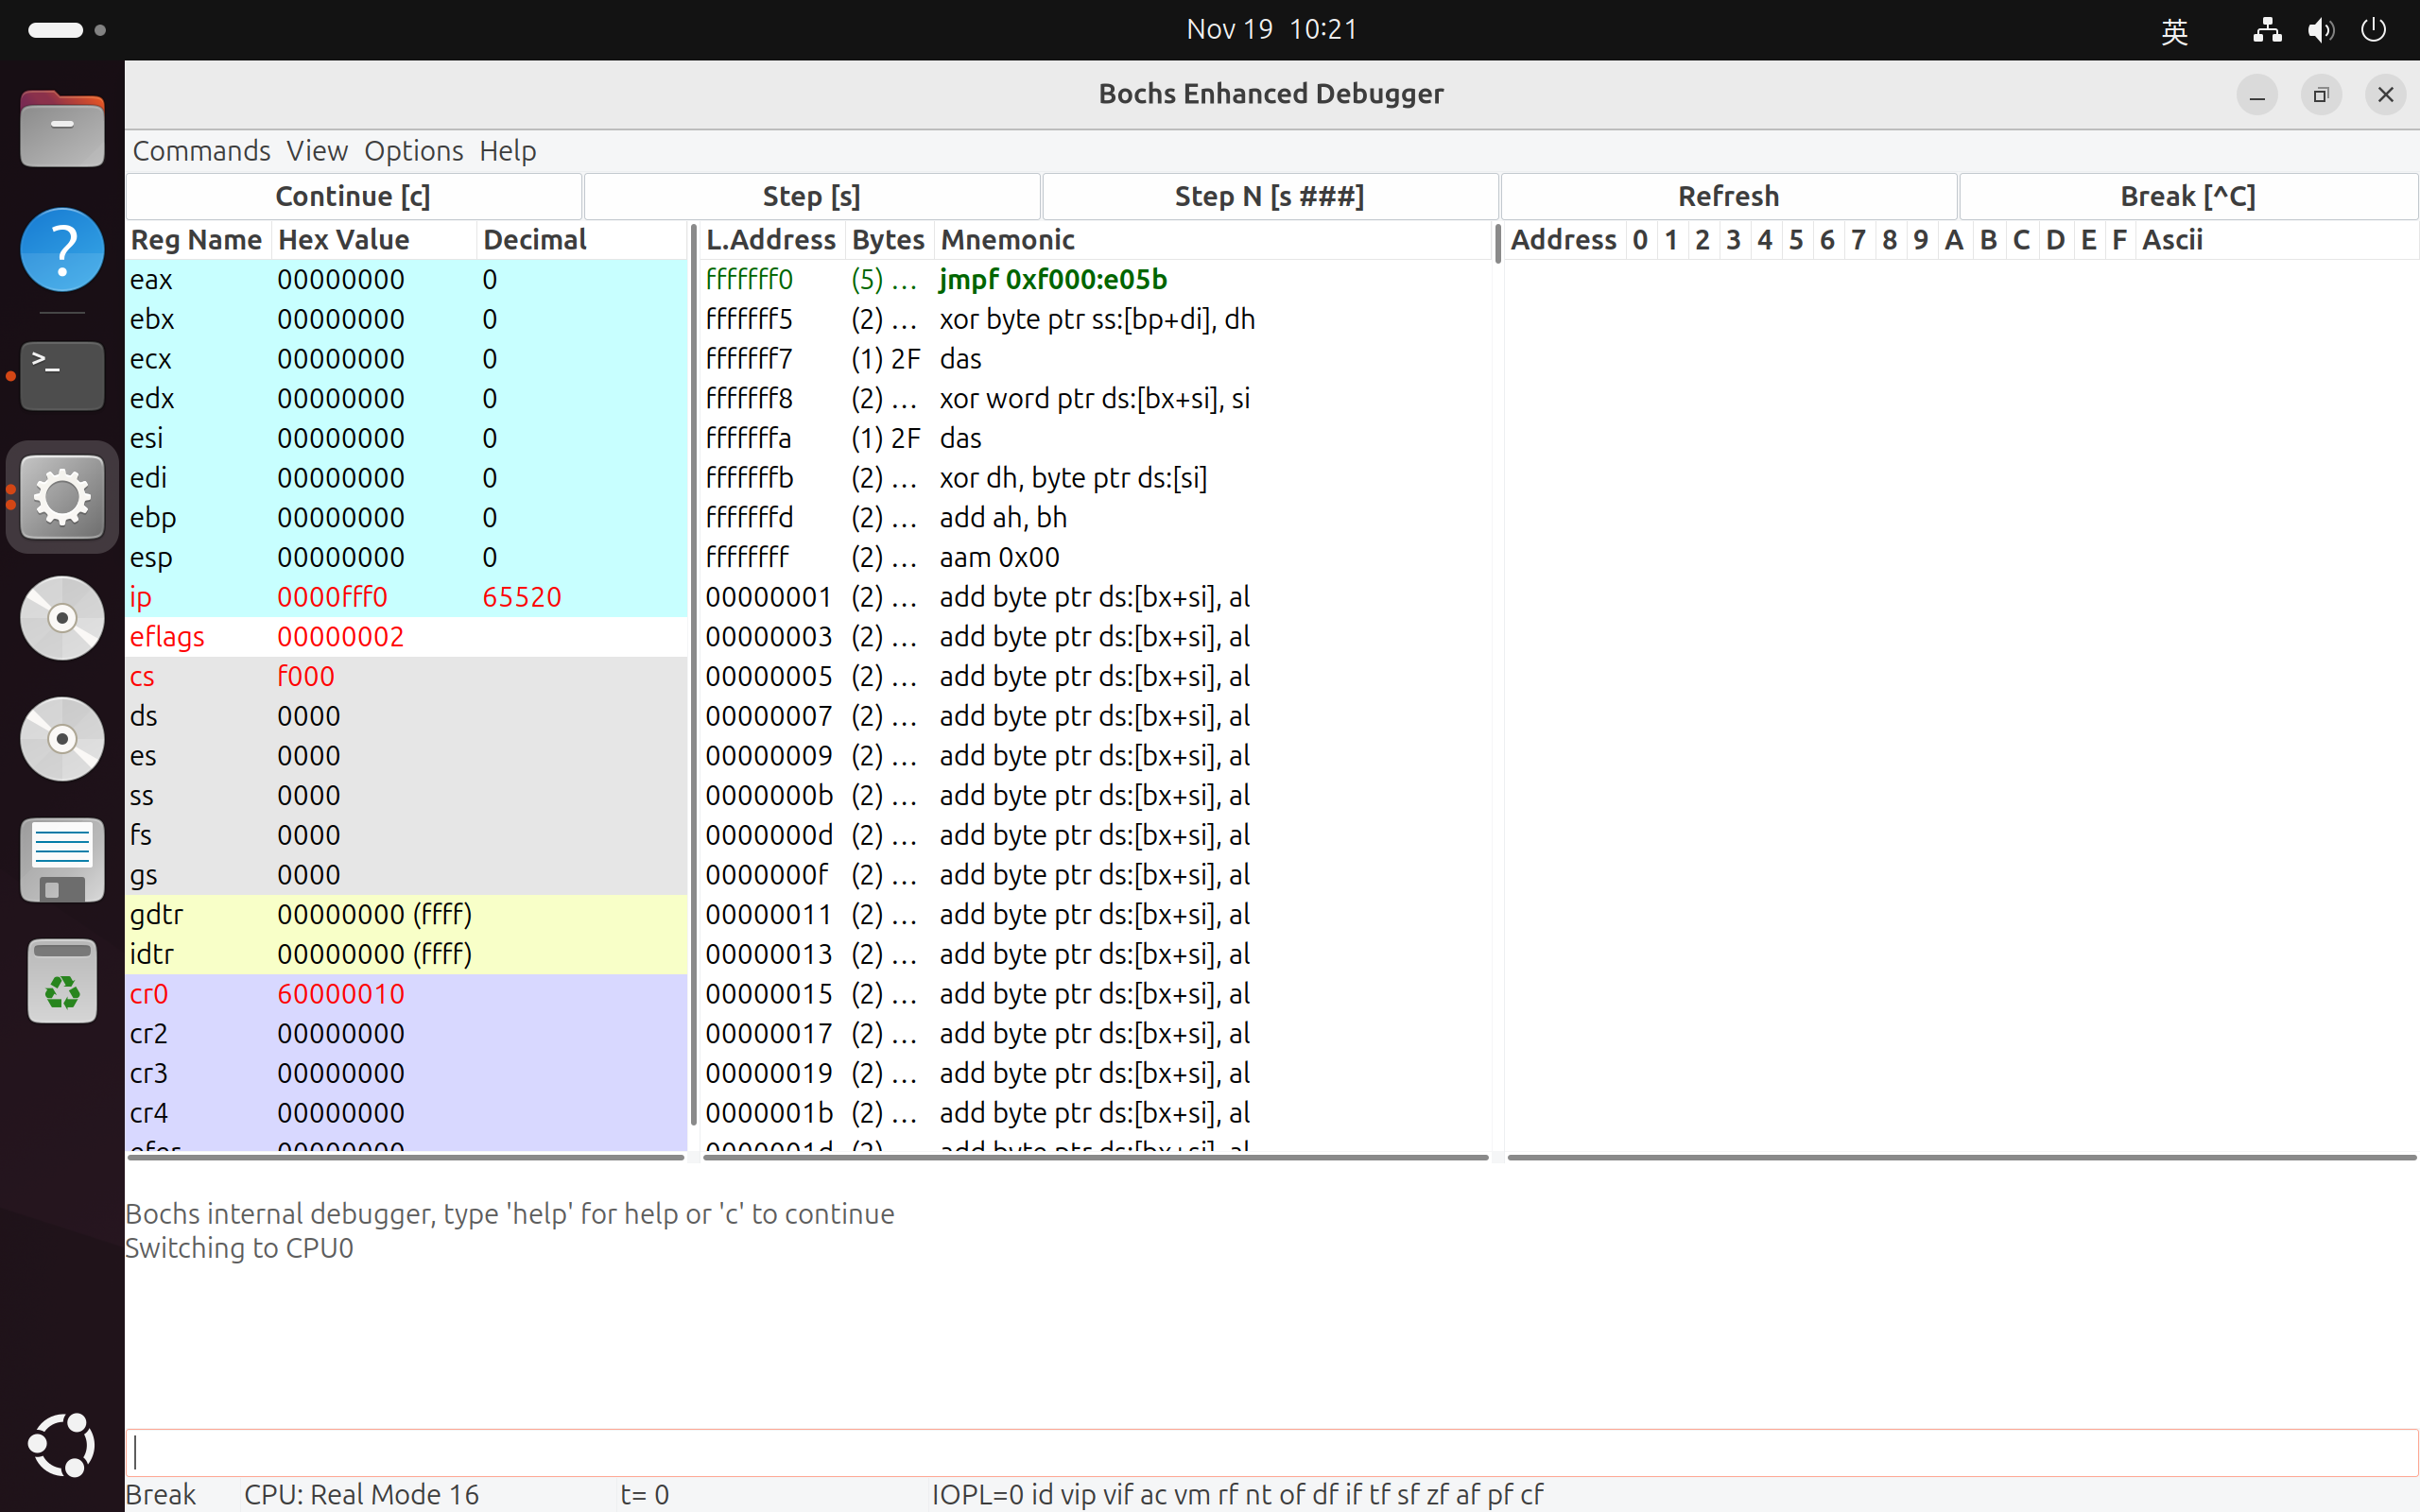 Nov 19 10:21
英
Bochs Enhanced Debugger
Commands View Options Help
Continue [c] Step [s] Step N [s ###] Refresh Break [^C]
Reg Name Hex Value Decimal
eax 00000000 0
ebx 00000000 0
ecx 00000000 0
edx 00000000 0
esi 00000000 0
edi 00000000 0
ebp 00000000 0
esp 00000000 0
ip 0000fff0 65520
eflags 00000002
cs f000
ds 0000
es 0000
ss 0000
fs 0000
gs 0000
gdtr 00000000 (ffff)
idtr 00000000 (ffff)
cr0 60000010
cr2 00000000
cr3 00000000
cr4 00000000
efer 00000000
L.Address Bytes Mnemonic
fffffff0 (5) … jmpf 0xf000:e05b
fffffff5 (2) … xor byte ptr ss:[bp+di], dh
fffffff7 (1) 2F das
fffffff8 (2) … xor word ptr ds:[bx+si], si
fffffffa (1) 2F das
fffffffb (2) … xor dh, byte ptr ds:[si]
fffffffd (2) … add ah, bh
ffffffff (2) … aam 0x00
00000001 (2) … add byte ptr ds:[bx+si], al
00000003 (2) … add byte ptr ds:[bx+si], al
00000005 (2) … add byte ptr ds:[bx+si], al
00000007 (2) … add byte ptr ds:[bx+si], al
00000009 (2) … add byte ptr ds:[bx+si], al
0000000b (2) … add byte ptr ds:[bx+si], al
0000000d (2) … add byte ptr ds:[bx+si], al
0000000f (2) … add byte ptr ds:[bx+si], al
00000011 (2) … add byte ptr ds:[bx+si], al
00000013 (2) … add byte ptr ds:[bx+si], al
00000015 (2) … add byte ptr ds:[bx+si], al
00000017 (2) … add byte ptr ds:[bx+si], al
00000019 (2) … add byte ptr ds:[bx+si], al
0000001b (2) … add byte ptr ds:[bx+si], al
0000001d (2) … add byte ptr ds:[bx+si], al
Address 0 1 2 3 4 5 6 7 8 9 A B C D E F Ascii
Bochs internal debugger, type 'help' for help or 'c' to continue
Switching to CPU0
Break CPU: Real Mode 16 t= 0 IOPL=0 id vip vif ac vm rf nt of df if tf sf zf af pf cf